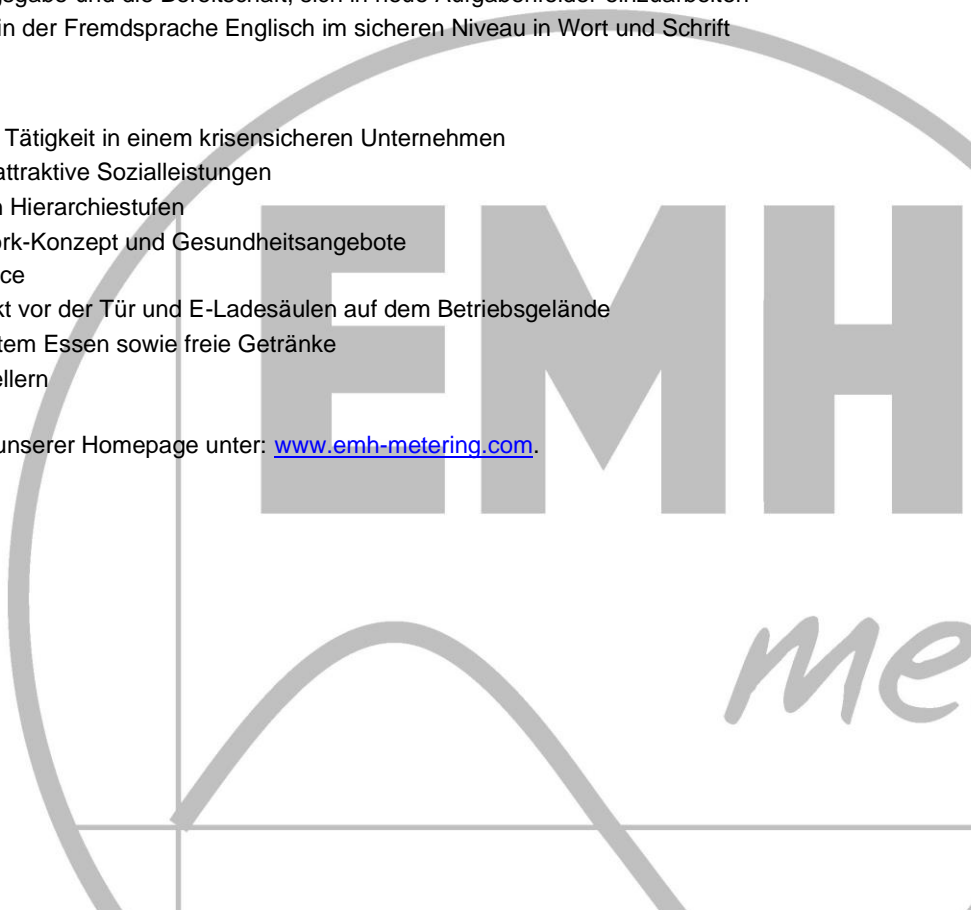 gsgabe und die Bereitschaft, sich in neue Aufgabenfelder einzuarbeiten
in der Fremdsprache Englisch im sicheren Niveau in Wort und Schrift
Tätigkeit in einem krisensicheren Unternehmen
attraktive Sozialleistungen
n Hierarchiestufen
ork-Konzept und Gesundheitsangebote
ce
kt vor der Tür und E-Ladesäulen auf dem Betriebsgelände
tem Essen sowie freie Getränke
ellern
unserer Homepage unter: www.emh-metering.com.
EMH
me